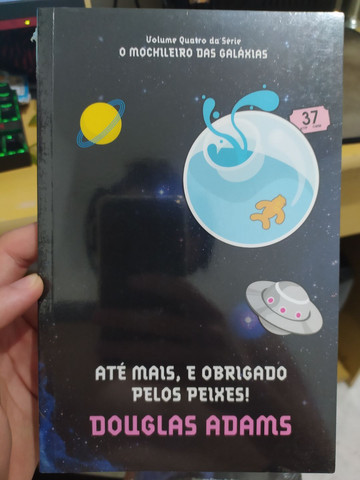 Volume Quatro da Série
O MOCHILEIRO DAS GALÁXIAS
37
ATÉ MAIS, E OBRIGADO
PELOS PEIXES!
DOUGLAS ADAMS